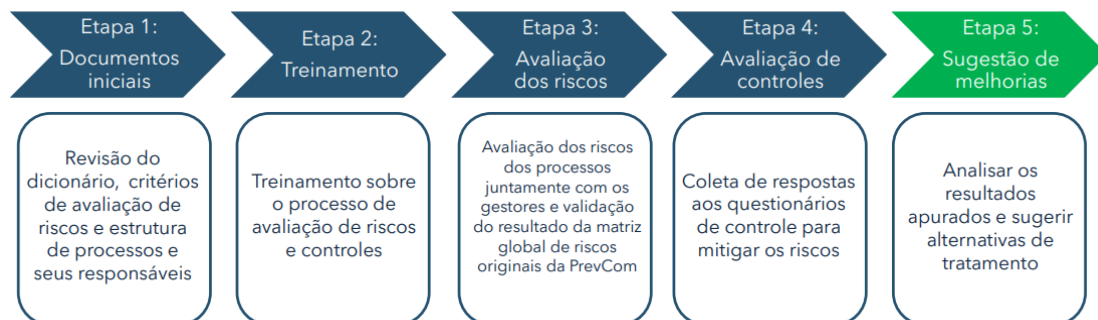 Etapa 1:
Documentos
iniciais
Etapa 2:
Treinamento
Etapa 3:
Avaliação
dos riscos
Etapa 4:
Avaliação de
controles
Etapa 5:
Sugestão de
melhorias
Revisão do
dicionário, critérios
de avaliação de
riscos e estrutura
de processos e
seus responsáveis
Treinamento sobre
o processo de
avaliação de riscos
e controles
Avaliação dos riscos
dos processos
juntamente com os
gestores e validação
do resultado da matriz
global de riscos
originais da PrevCom
Coleta de respostas
aos questionários
de controle para
mitigar os riscos
Analisar os
resultados
apurados e sugerir
alternativas de
tratamento